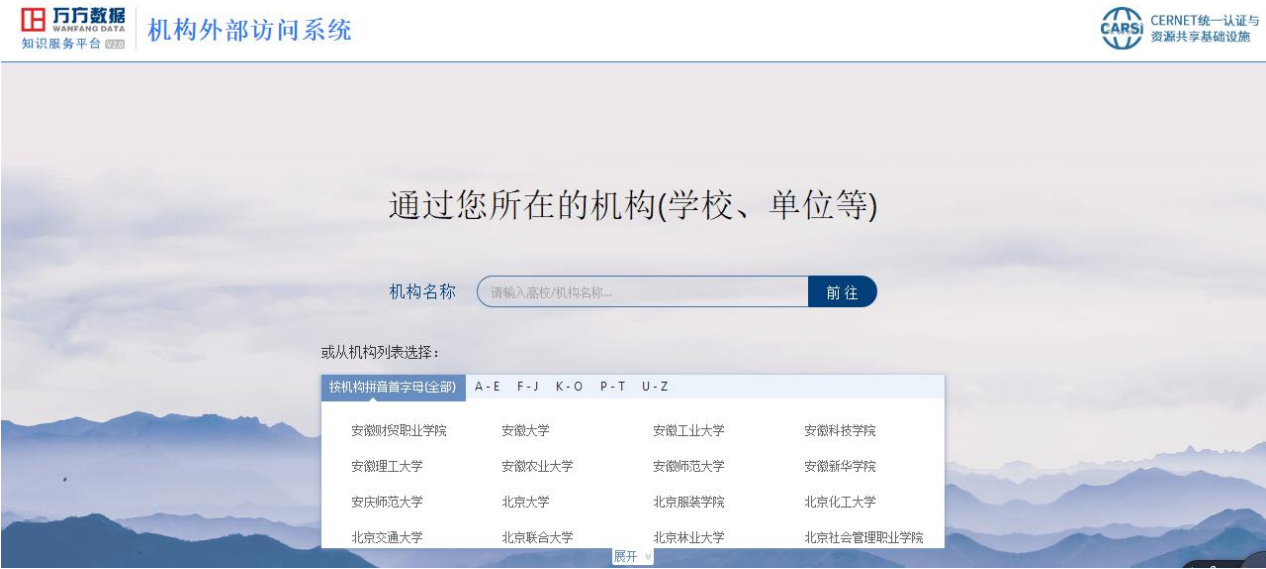 万方数据
WANFANG DATA
知识服务平台 V2.0
机构外部访问系统
CARSI
CERNET统一认证与
资源共享基础设施
通过您所在的机构(学校、单位等)
机构名称 请输入高校/机构名称... 前往
或从机构列表选择：
按机构拼音首字母(全部) A-E F-J K-O P-T U-Z
安徽财贸职业学院 安徽大学 安徽工业大学 安徽科技学院
安徽理工大学 安徽农业大学 安徽师范大学 安徽新华学院
安庆师范大学 北京大学 北京服装学院 北京化工大学
北京交通大学 北京联合大学 北京林业大学 北京社会管理职业学院
展开